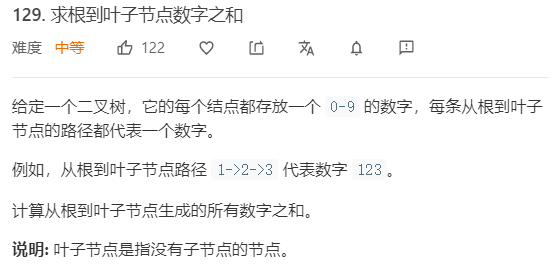 129. 求根到叶子节点数字之和
难度 中等 122
给定一个二叉树，它的每个结点都存放一个 0-9 的数字，每条从根到叶子
节点的路径都代表一个数字。
例如，从根到叶子节点路径 1->2->3 代表数字 123。
计算从根到叶子节点生成的所有数字之和。
说明: 叶子节点是指没有子节点的节点。